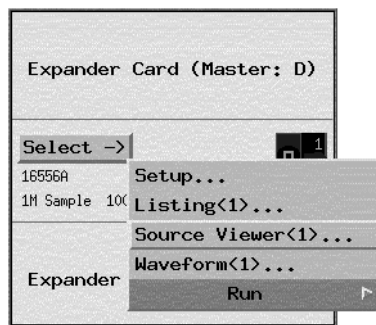 Expander Card (Master: D)
Select ->
1
16556A
1M Sample
Setup...
Listing<1>...
Source Viewer<1>...
Waveform<1>...
Expander
Run